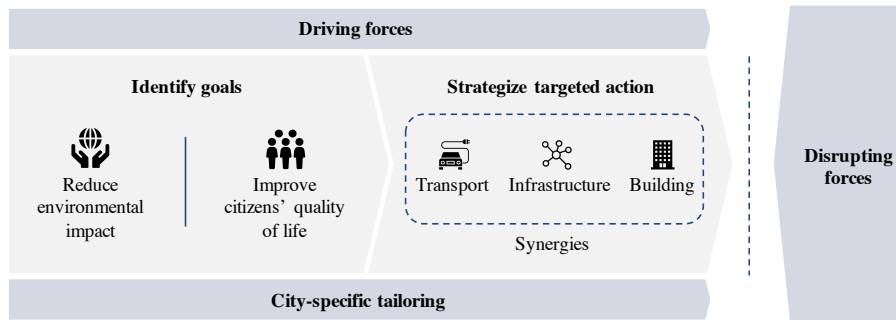 Driving forces
Identify goals
Reduce
environmental
impact
Improve
citizens’ quality
of life
Strategize targeted action
Transport
Infrastructure
Building
Synergies
Disrupting
forces
City-specific tailoring